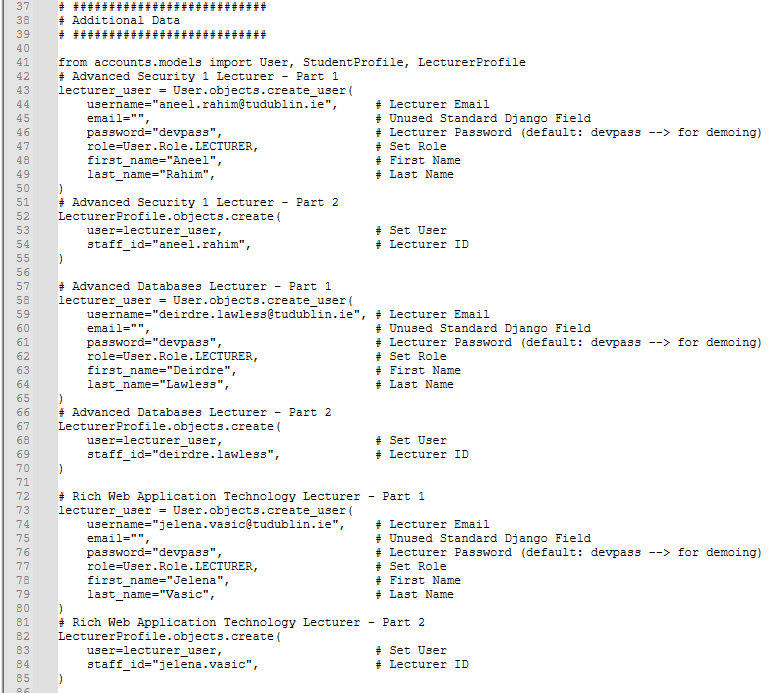 37 # ###########################
38 # Additional Data
39 # ###########################
40
41 from accounts.models import User, StudentProfile, LecturerProfile
42 # Advanced Security 1 Lecturer - Part 1
43 lecturer_user = User.objects.create_user(
44     username="aneel.rahim@tudublin.ie",     # Lecturer Email
45     email="",                               # Unused Standard Django Field
46     password="devpass",                     # Lecturer Password (default: devpass --> for demoing)
47     role=User.Role.LECTURER,                # Set Role
48     first_name="Aneel",                     # First Name
49     last_name="Rahim",                      # Last Name
50 )
51 # Advanced Security 1 Lecturer - Part 2
52 LecturerProfile.objects.create(
53     user=lecturer_user,                     # Set User
54     staff_id="aneel.rahim",                 # Lecturer ID
55 )
56
57 # Advanced Databases Lecturer - Part 1
58 lecturer_user = User.objects.create_user(
59     username="deirdre.lawless@tudublin.ie", # Lecturer Email
60     email="",                               # Unused Standard Django Field
61     password="devpass",                     # Lecturer Password (default: devpass --> for demoing)
62     role=User.Role.LECTURER,                # Set Role
63     first_name="Deirdre",                   # First Name
64     last_name="Lawless",                    # Last Name
65 )
66 # Advanced Databases Lecturer - Part 2
67 LecturerProfile.objects.create(
68     user=lecturer_user,                     # Set User
69     staff_id="deirdre.lawless",             # Lecturer ID
70 )
71
72 # Rich Web Application Technology Lecturer - Part 1
73 lecturer_user = User.objects.create_user(
74     username="jelena.vasic@tudublin.ie",    # Lecturer Email
75     email="",                               # Unused Standard Django Field
76     password="devpass",                     # Lecturer Password (default: devpass --> for demoing)
77     role=User.Role.LECTURER,                # Set Role
78     first_name="Jelena",                    # First Name
79     last_name="Vasic",                      # Last Name
80 )
81 # Rich Web Application Technology Lecturer - Part 2
82 LecturerProfile.objects.create(
83     user=lecturer_user,                     # Set User
84     staff_id="jelena.vasic",                # Lecturer ID
85 )
86